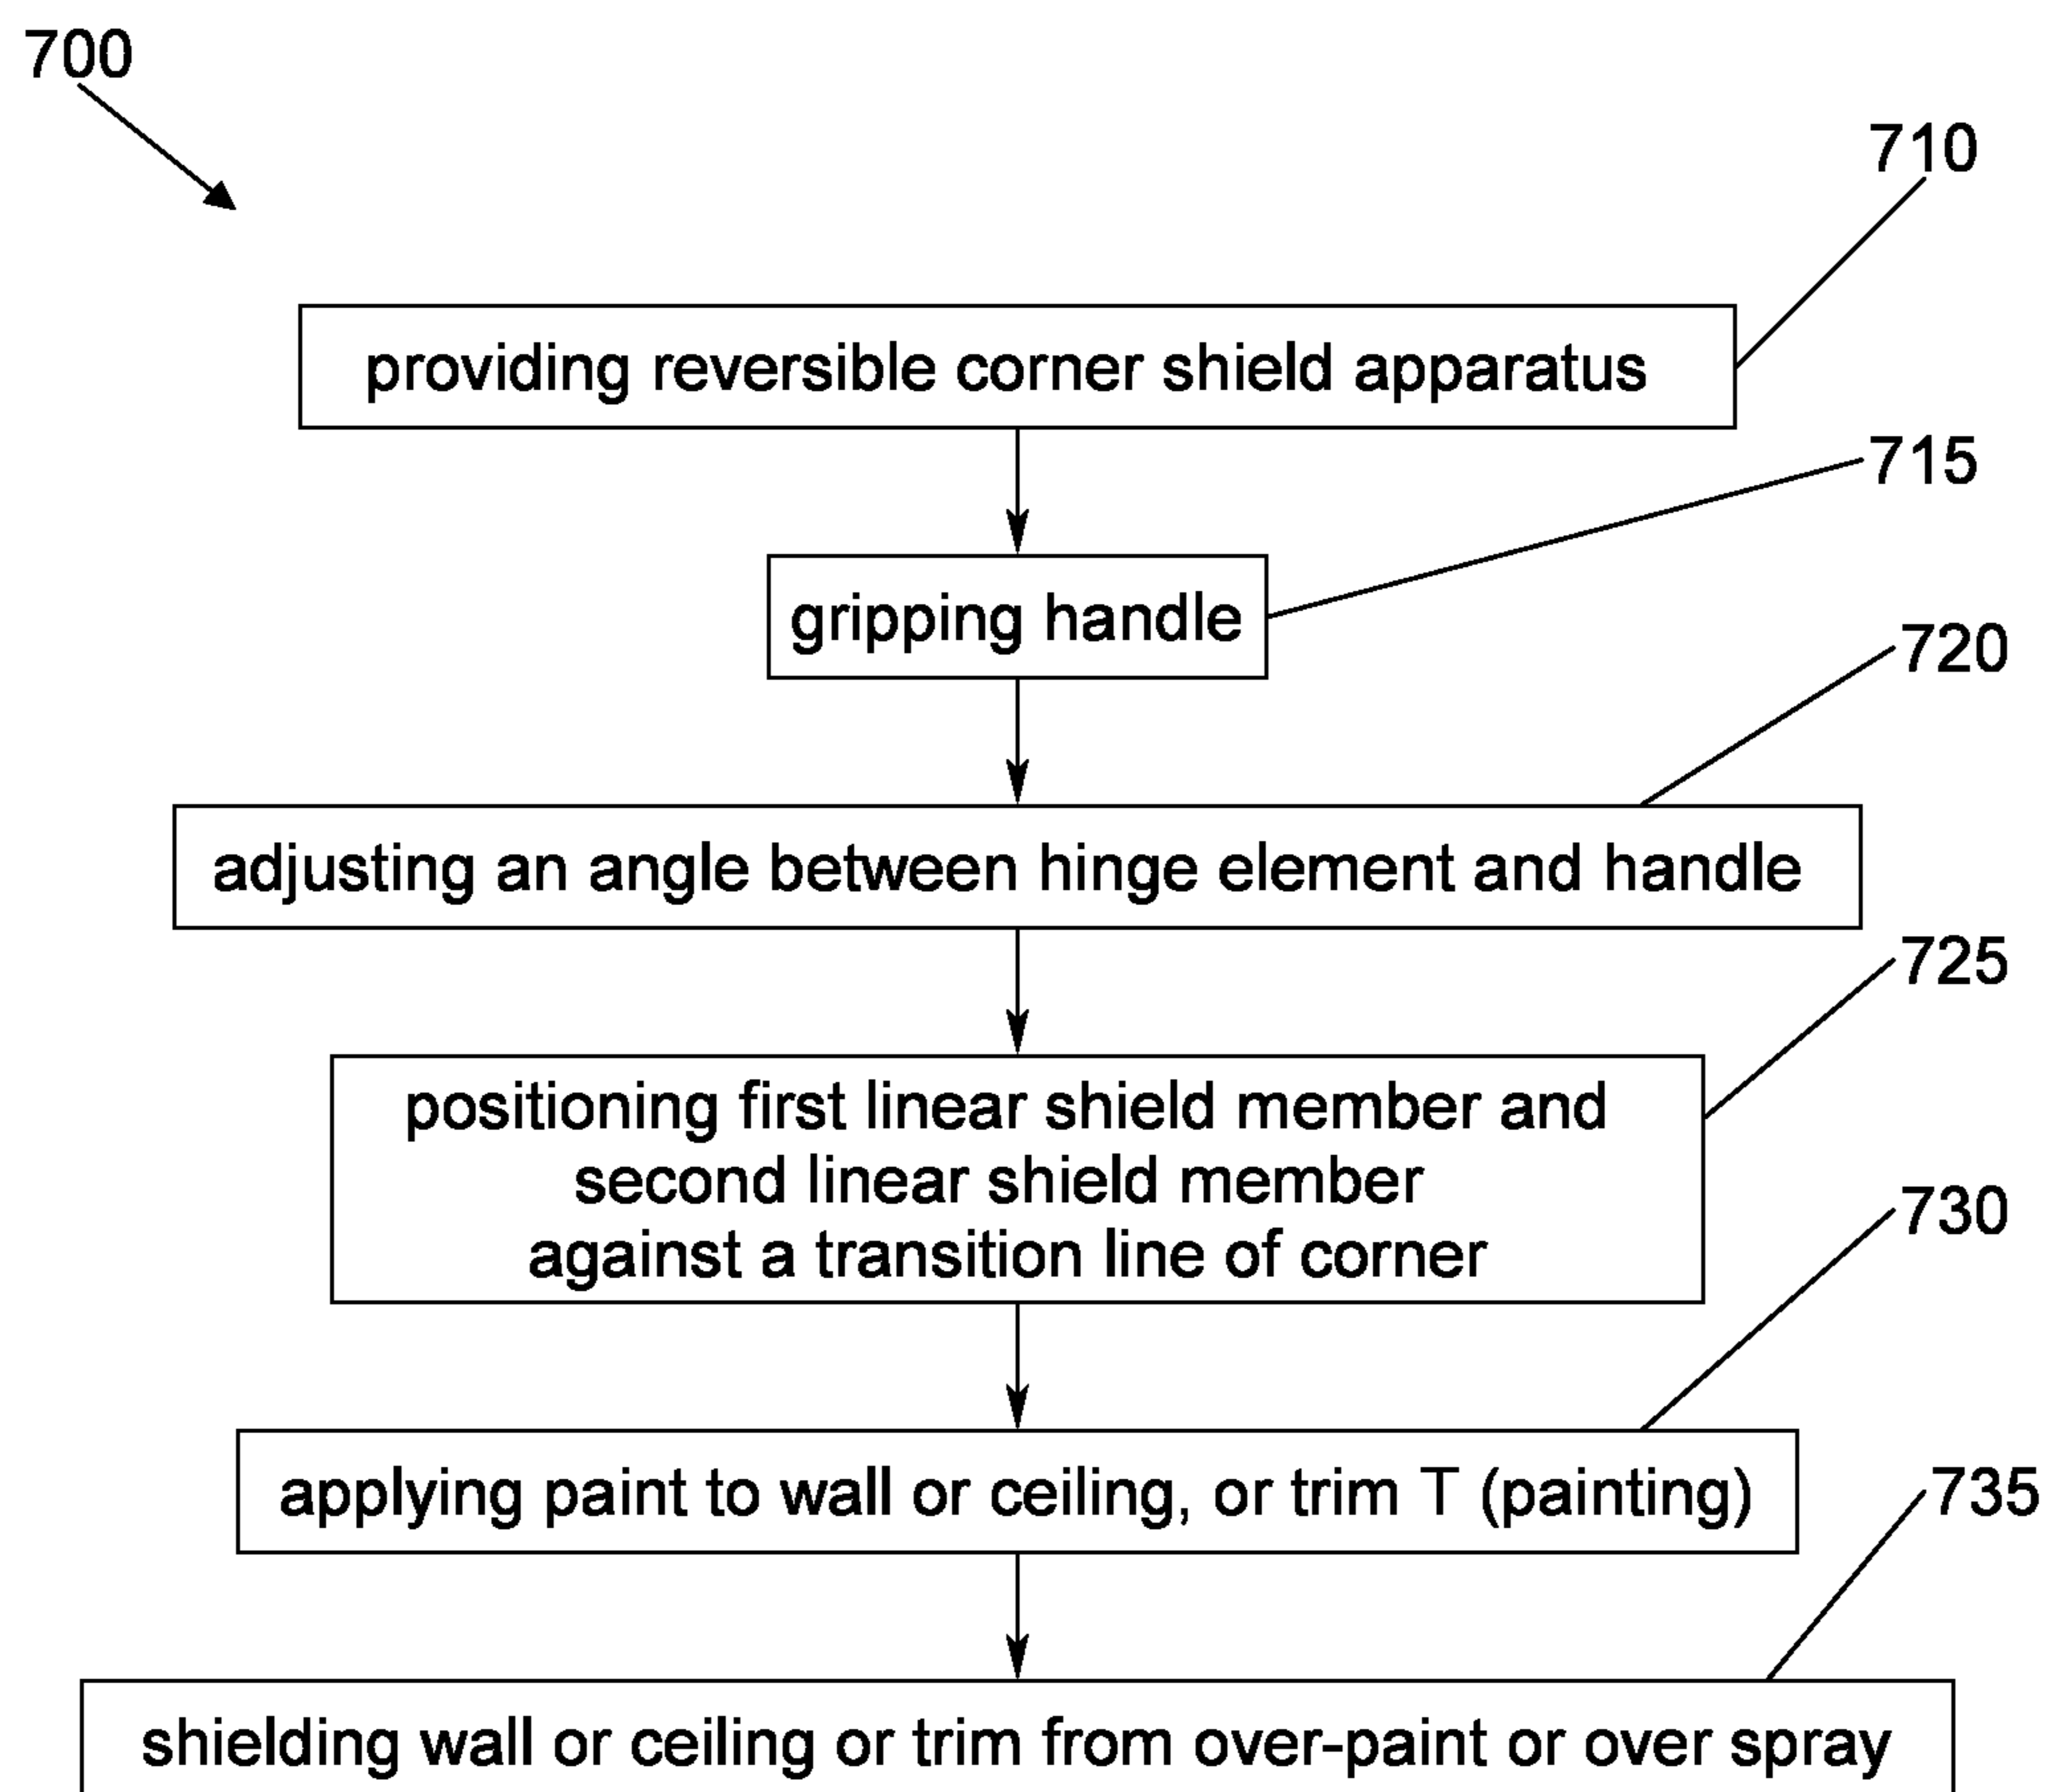 700
710
providing reversible corner shield apparatus
715
gripping handle
720
adjusting an angle between hinge element and handle
725
positioning first linear shield member and
second linear shield member
against a transition line of corner
730
applying paint to wall or ceiling, or trim T (painting)
735
shielding wall or ceiling or trim from over-paint or over spray